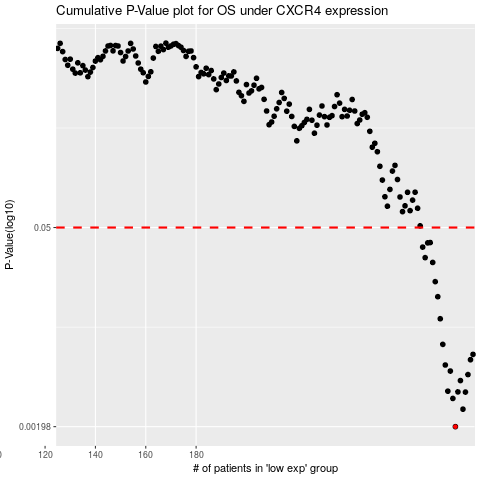 Cumulative P-Value plot for OS under CXCR4 expression
P-Value(log10)
0.05
0.00198
0 120 140 160 180
# of patients in 'low exp' group